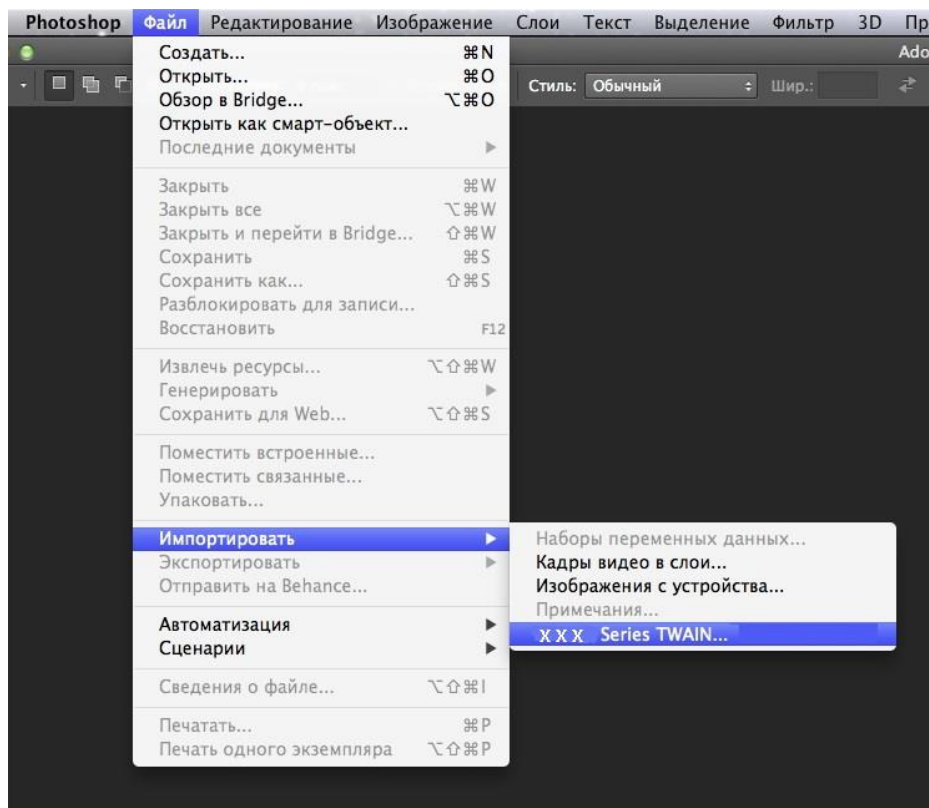 Photoshop Файл Редактирование Изображение Слои Текст Выделение Фильтр 3D Пр
Ado
Стиль: Обычный Шир.:
Создать... ⌘N
Открыть... ⌘O
Обзор в Bridge... ⌥⌘O
Открыть как смарт-объект...
Последние документы
Закрыть ⌘W
Закрыть все ⌥⌘W
Закрыть и перейти в Bridge... ⇧⌘W
Сохранить ⌘S
Сохранить как... ⇧⌘S
Разблокировать для записи...
Восстановить F12
Извлечь ресурсы... ⌥⇧⌘W
Генерировать
Сохранить для Web... ⌥⇧⌘S
Поместить встроенные...
Поместить связанные...
Упаковать...
Импортировать
Экспортировать
Отправить на Behance...
Автоматизация
Сценарии
Сведения о файле... ⌥⇧⌘I
Печатать... ⌘P
Печать одного экземпляра ⌥⇧⌘P
Наборы переменных данных...
Кадры видео в слои...
Изображения с устройства...
Примечания...
X X X Series TWAIN...